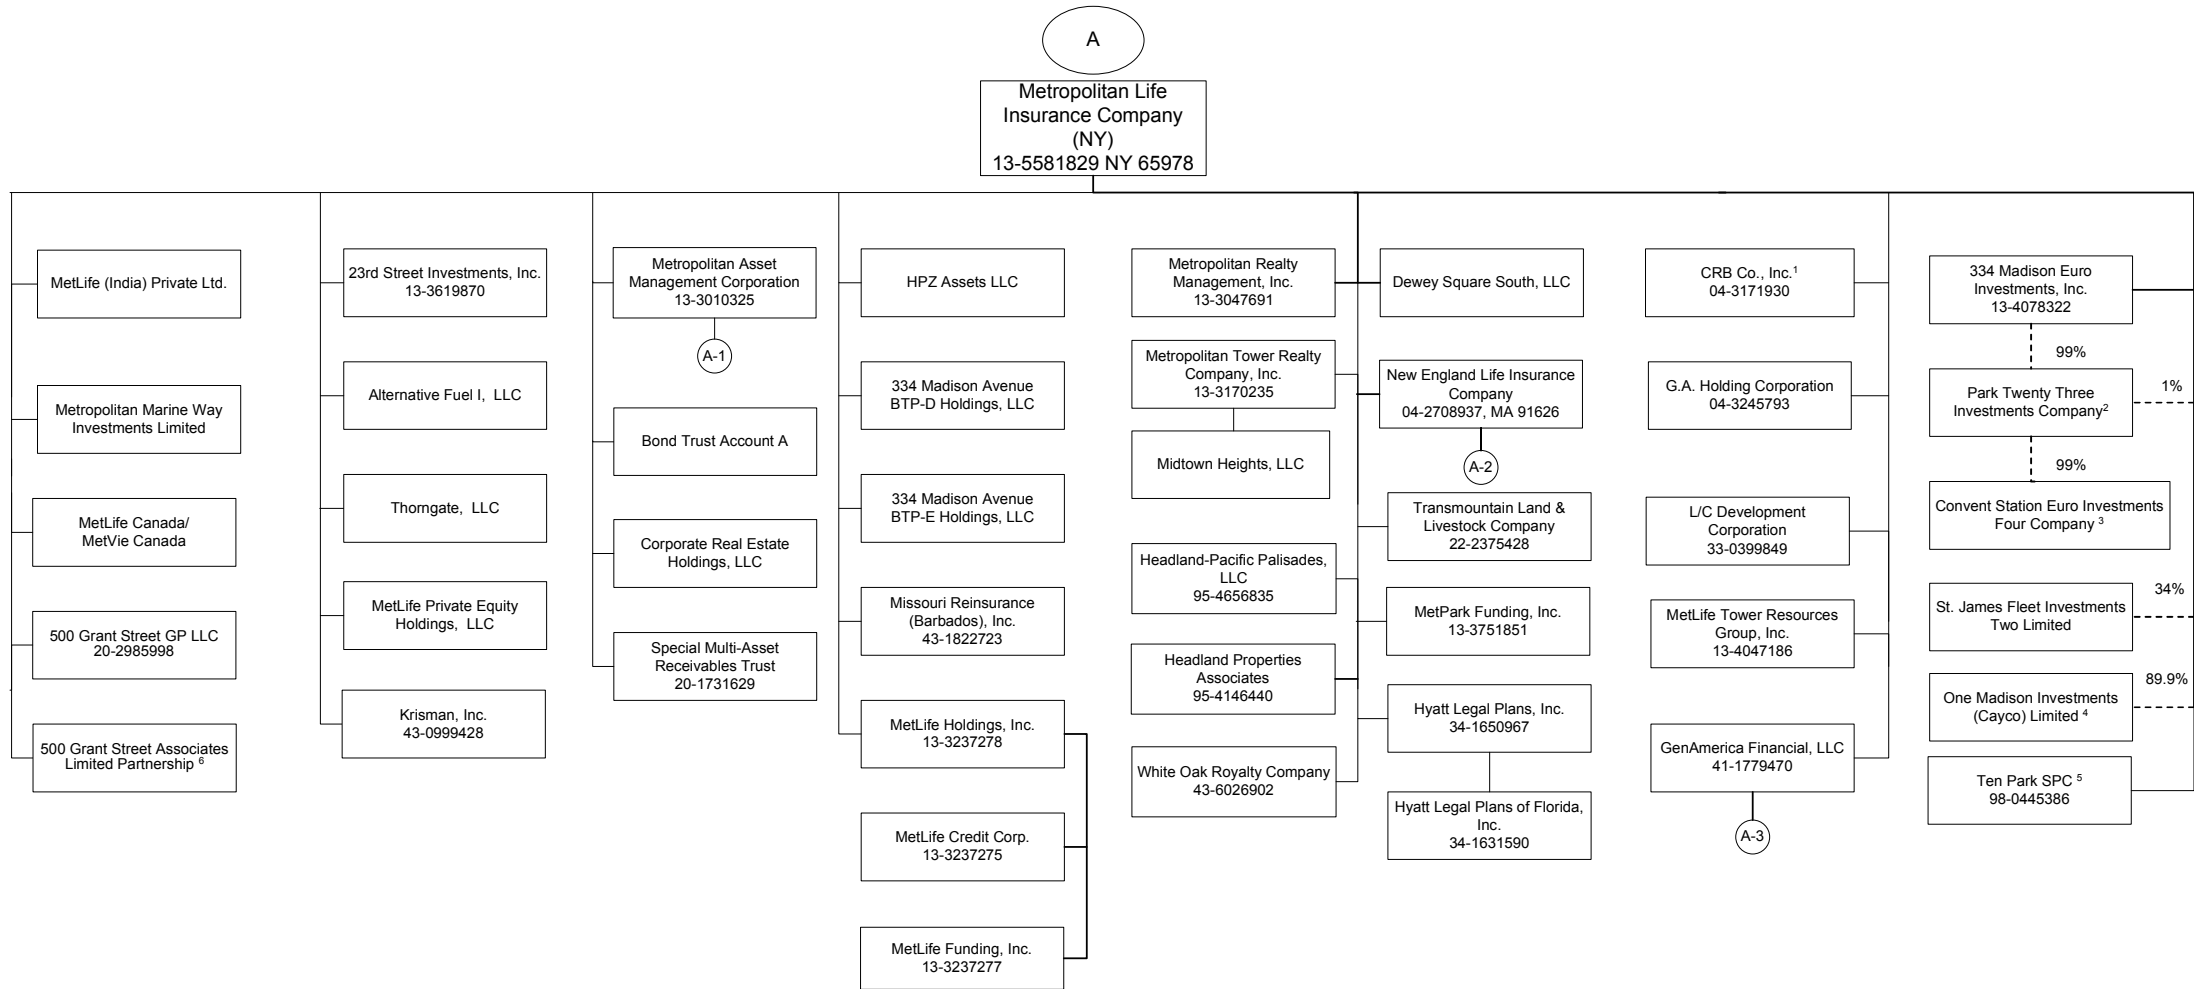 A
Metropolitan Life
Insurance Company
(NY)
13-5581829 NY 65978
MetLife (India) Private Ltd.
Metropolitan Marine Way
Investments Limited
MetLife Canada/
MetVie Canada
500 Grant Street GP LLC
20-2985998
500 Grant Street Associates
Limited Partnership 6
23rd Street Investments, Inc.
13-3619870
Alternative Fuel I, LLC
Thorngate, LLC
MetLife Private Equity
Holdings, LLC
Krisman, Inc.
43-0999428
Metropolitan Asset
Management Corporation
13-3010325
A-1
Bond Trust Account A
Corporate Real Estate
Holdings, LLC
Special Multi-Asset
Receivables Trust
20-1731629
HPZ Assets LLC
334 Madison Avenue
BTP-D Holdings, LLC
334 Madison Avenue
BTP-E Holdings, LLC
Missouri Reinsurance
(Barbados), Inc.
43-1822723
MetLife Holdings, Inc.
13-3237278
MetLife Credit Corp.
13-3237275
MetLife Funding, Inc.
13-3237277
Metropolitan Realty
Management, Inc.
13-3047691
Metropolitan Tower Realty
Company, Inc.
13-3170235
Midtown Heights, LLC
Headland-Pacific Palisades,
LLC
95-4656835
Headland Properties
Associates
95-4146440
White Oak Royalty Company
43-6026902
Dewey Square South, LLC
New England Life Insurance
Company
04-2708937, MA 91626
A-2
Transmountain Land &
Livestock Company
22-2375428
MetPark Funding, Inc.
13-3751851
Hyatt Legal Plans, Inc.
34-1650967
Hyatt Legal Plans of Florida,
Inc.
34-1631590
CRB Co., Inc.1
04-3171930
G.A. Holding Corporation
04-3245793
L/C Development
Corporation
33-0399849
MetLife Tower Resources
Group, Inc.
13-4047186
GenAmerica Financial, LLC
41-1779470
A-3
334 Madison Euro
Investments, Inc.
13-4078322
99%
Park Twenty Three
Investments Company2
1%
99%
Convent Station Euro Investments
Four Company 3
St. James Fleet Investments
Two Limited
34%
One Madison Investments
(Cayco) Limited 4
89.9%
Ten Park SPC 5
98-0445386